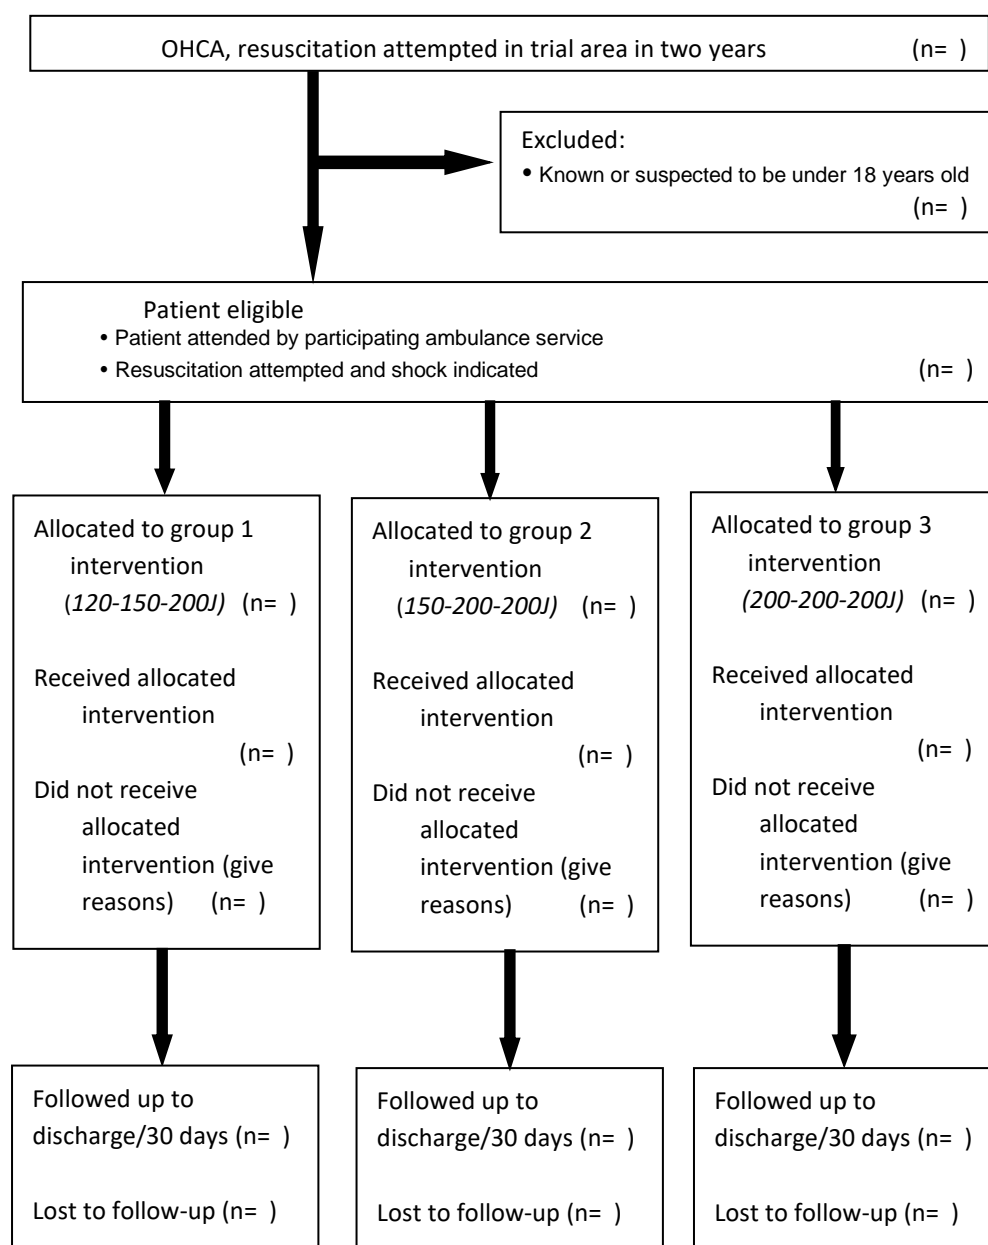 OHCA, resuscitation attempted in trial area in two years (n= )
Excluded:
• Known or suspected to be under 18 years old
(n= )
Patient eligible
• Patient attended by participating ambulance service
• Resuscitation attempted and shock indicated (n= )
Allocated to group 1
intervention
(120-150-200J) (n= )
Received allocated
intervention
(n= )
Did not receive
allocated
intervention (give
reasons) (n= )
Allocated to group 2
intervention
(150-200-200J) (n= )
Received allocated
intervention
(n= )
Did not receive
allocated
intervention (give
reasons) (n= )
Allocated to group 3
intervention
(200-200-200J) (n= )
Received allocated
intervention
(n= )
Did not receive
allocated
intervention (give
reasons) (n= )
Followed up to
discharge/30 days (n= )
Lost to follow-up (n= )
Followed up to
discharge/30 days (n= )
Lost to follow-up (n= )
Followed up to
discharge/30 days (n= )
Lost to follow-up (n= )